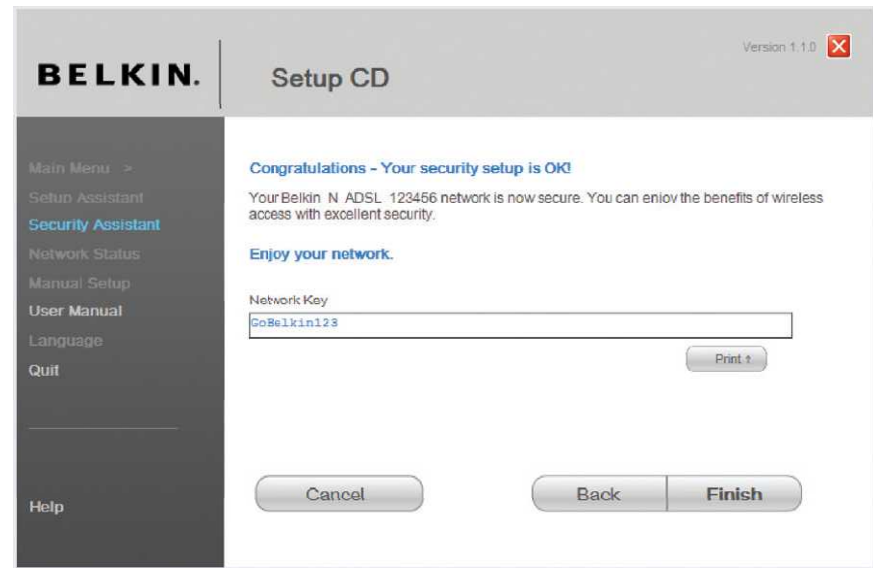 BELKIN.
Setup CD
Version 1.1.0
Main Menu >
Setup Assistant
Security Assistant
Network Status
Manual Setup
User Manual
Language
Quit
Help
Congratulations - Your security setup is OK!
Your Belkin N ADSL 123456 network is now secure. You can enjoy the benefits of wireless
access with excellent security.
Enjoy your network.
Network Key
GoBelkin123
Print ↑
Cancel
Back
Finish